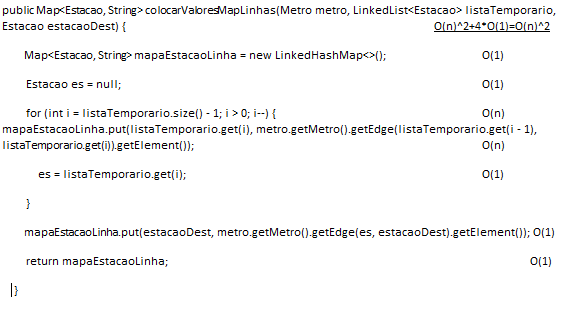 public Map<Estacao, String> colocarValoresMapLinhas(Metro metro, LinkedList<Estacao> listaTemporario,
Estacao estacaoDest) { O(n)^2+4*O(1)=O(n)^2
Map<Estacao, String> mapaEstacaoLinha = new LinkedHashMap<>(); O(1)
Estacao es = null; O(1)
for (int i = listaTemporario.size() - 1; i > 0; i--) { O(n)
mapaEstacaoLinha.put(listaTemporario.get(i), metro.getMetro().getEdge(listaTemporario.get(i - 1),
listaTemporario.get(i)).getElement()); O(n)
es = listaTemporario.get(i); O(1)
}
mapaEstacaoLinha.put(estacaoDest, metro.getMetro().getEdge(es, estacaoDest).getElement()); O(1)
return mapaEstacaoLinha; O(1)
}